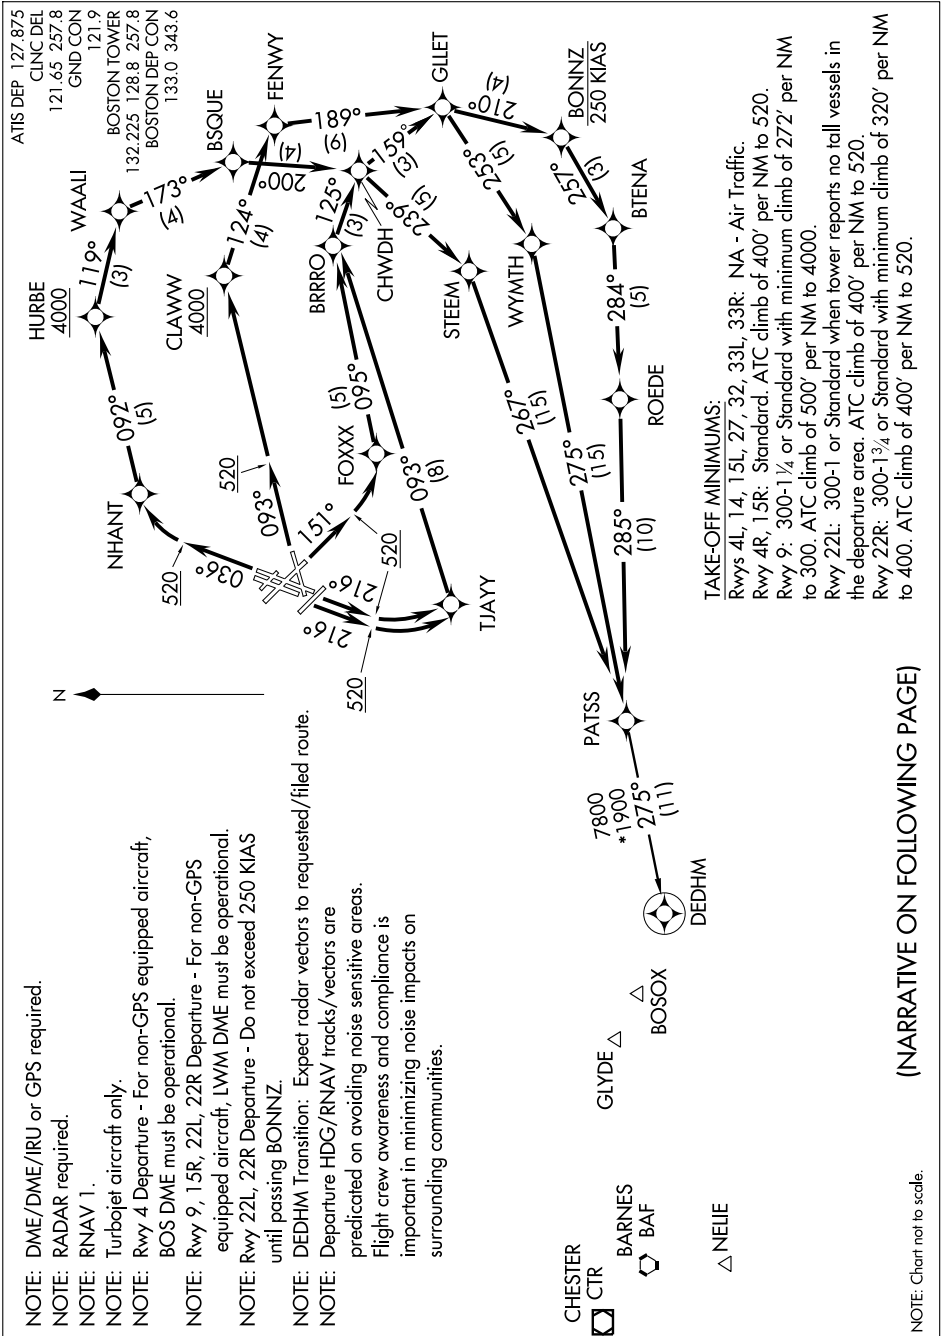 ATIS DEP 127.875
CLNC DEL
121.65 257.8
GND CON
121.9
BOSTON TOWER
132.225 128.8 257.8
BOSTON DEP CON
133.0 343.6
NOTE: DME/DME/IRU or GPS required.
NOTE: RADAR required.
NOTE: RNAV 1.
NOTE: Turbojet aircraft only.
NOTE: Rwy 4 Departure - For non-GPS equipped aircraft,
BOS DME must be operational.
NOTE: Rwy 9, 15R, 22L, 22R Departure - For non-GPS
equipped aircraft, LWM DME must be operational.
NOTE: Rwy 22L, 22R Departure - Do not exceed 250 KIAS
until passing BONNZ.
NOTE: DEDHM Transition: Expect radar vectors to requested/filed route.
NOTE: Departure HDG/RNAV tracks/vectors are
predicated on avoiding noise sensitive areas.
Flight crew awareness and compliance is
important in minimizing noise impacts on
surrounding communities.
N
HURBE
4000
119°
(3)
WAALI
173°
(4)
BSQUE
FENWY
092°
(5)
NHANT
CLAWW
4000
124°
(4)
200°
(4)
189°
(9)
520
036°
520
093°
BRRRO
125°
(3)
CHWDH
159°
(3)
GLLET
FOXXX
(5)
095°
151°
520
093°
(8)
216°
216°
520
TJAYY
239°
(5)
STEEM
253°
(5)
WYMTH
210°
(4)
BONNZ
250 KIAS
257°
(3)
BTENA
284°
(5)
ROEDE
267°
(15)
275°
(15)
285°
(10)
PATSS
7800
*1900
275°
(11)
DEDHM
BOSOX
GLYDE
CHESTER
CTR
BARNES
BAF
NELIE
TAKE-OFF MINIMUMS:
Rwys 4L, 14, 15L, 27, 32, 33L, 33R: NA - Air Traffic.
Rwy 4R, 15R: Standard. ATC climb of 400' per NM to 520.
Rwy 9: 300-1¼ or Standard with minimum climb of 272' per NM
to 300. ATC climb of 500' per NM to 4000.
Rwy 22L: 300-1 or Standard when tower reports no tall vessels in
the departure area. ATC climb of 400' per NM to 520.
Rwy 22R: 300-1¾ or Standard with minimum climb of 320' per NM
to 400. ATC climb of 400' per NM to 520.
(NARRATIVE ON FOLLOWING PAGE)
NOTE: Chart not to scale.